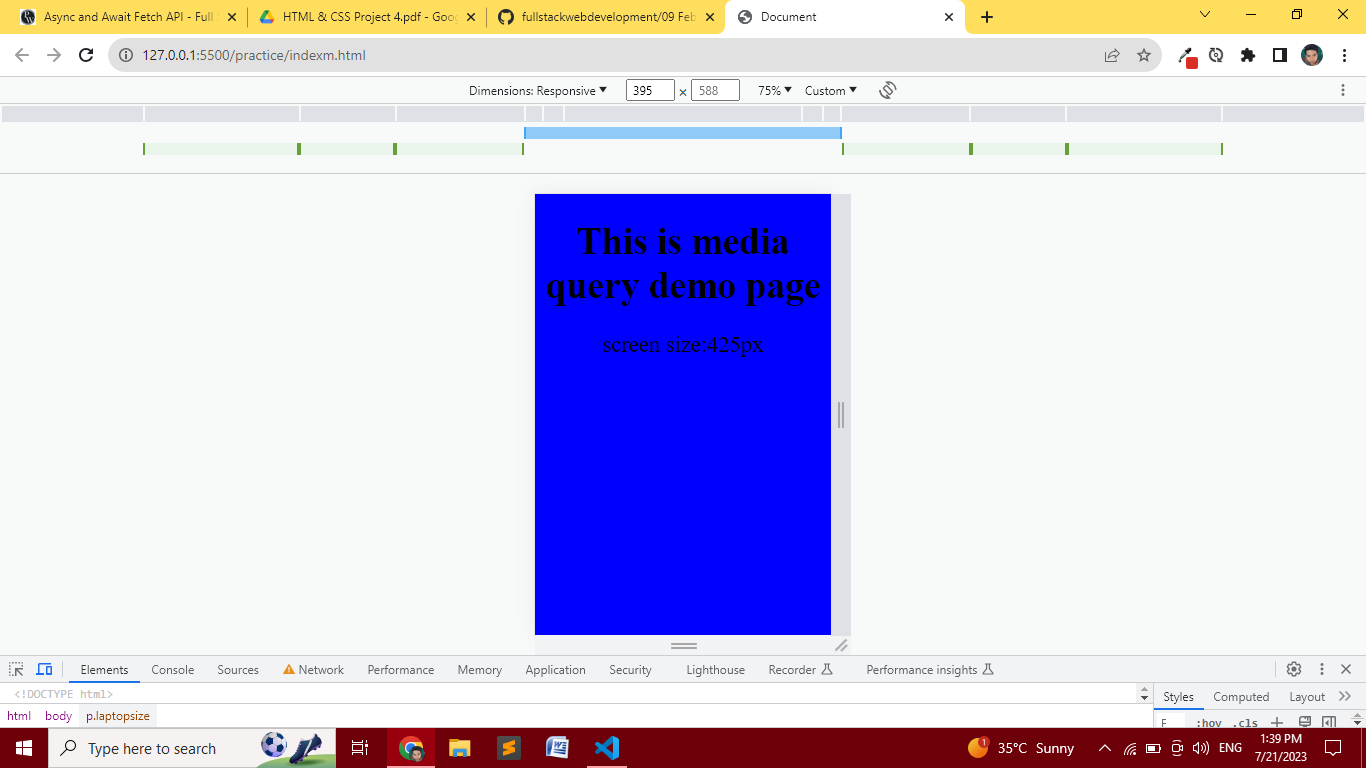 Async and Await Fetch API - Full
HTML & CSS Project 4.pdf - Goo
fullstackwebdevelopment/09 Feb
Document
127.0.0.1:5500/practice/indexm.html
Dimensions: Responsive
395
×
588
75%
Custom
This is media
query demo page
screen size:425px
Elements
Console
Sources
Network
Performance
Memory
Application
Security
Lighthouse
Recorder
Performance insights
<!DOCTYPE html>
Styles
Computed
Layout
html
body
p.laptopsize
F
:hov
.cls
Type here to search
1
35°C Sunny
ENG
1:39 PM
7/21/2023